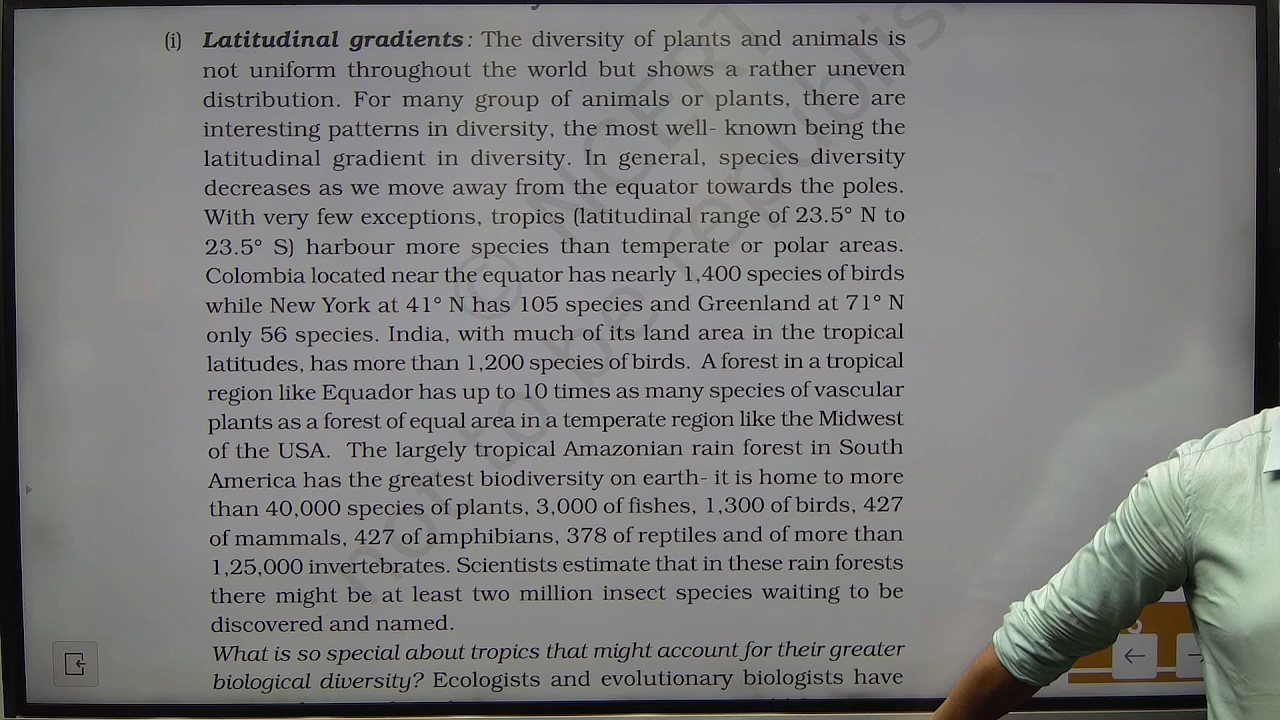 (i) Latitudinal gradients: The diversity of plants and animals is
not uniform throughout the world but shows a rather uneven
distribution. For many group of animals or plants, there are
interesting patterns in diversity, the most well- known being the
latitudinal gradient in diversity. In general, species diversity
decreases as we move away from the equator towards the poles.
With very few exceptions, tropics (latitudinal range of 23.5° N to
23.5° S) harbour more species than temperate or polar areas.
Colombia located near the equator has nearly 1,400 species of birds
while New York at 41° N has 105 species and Greenland at 71° N
only 56 species. India, with much of its land area in the tropical
latitudes, has more than 1,200 species of birds. A forest in a tropical
region like Equador has up to 10 times as many species of vascular
plants as a forest of equal area in a temperate region like the Midwest
of the USA. The largely tropical Amazonian rain forest in South
America has the greatest biodiversity on earth- it is home to more
than 40,000 species of plants, 3,000 of fishes, 1,300 of birds, 427
of mammals, 427 of amphibians, 378 of reptiles and of more than
1,25,000 invertebrates. Scientists estimate that in these rain forests
there might be at least two million insect species waiting to be
discovered and named.
What is so special about tropics that might account for their greater
biological diversity? Ecologists and evolutionary biologists have
© NCERT
not to be republish